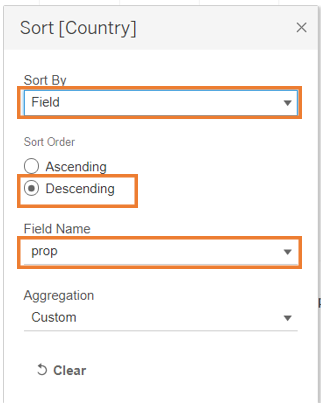 Sort [Country]
Sort By
Field
Sort Order
Ascending
Descending
Field Name
prop
Aggregation
Custom
Clear